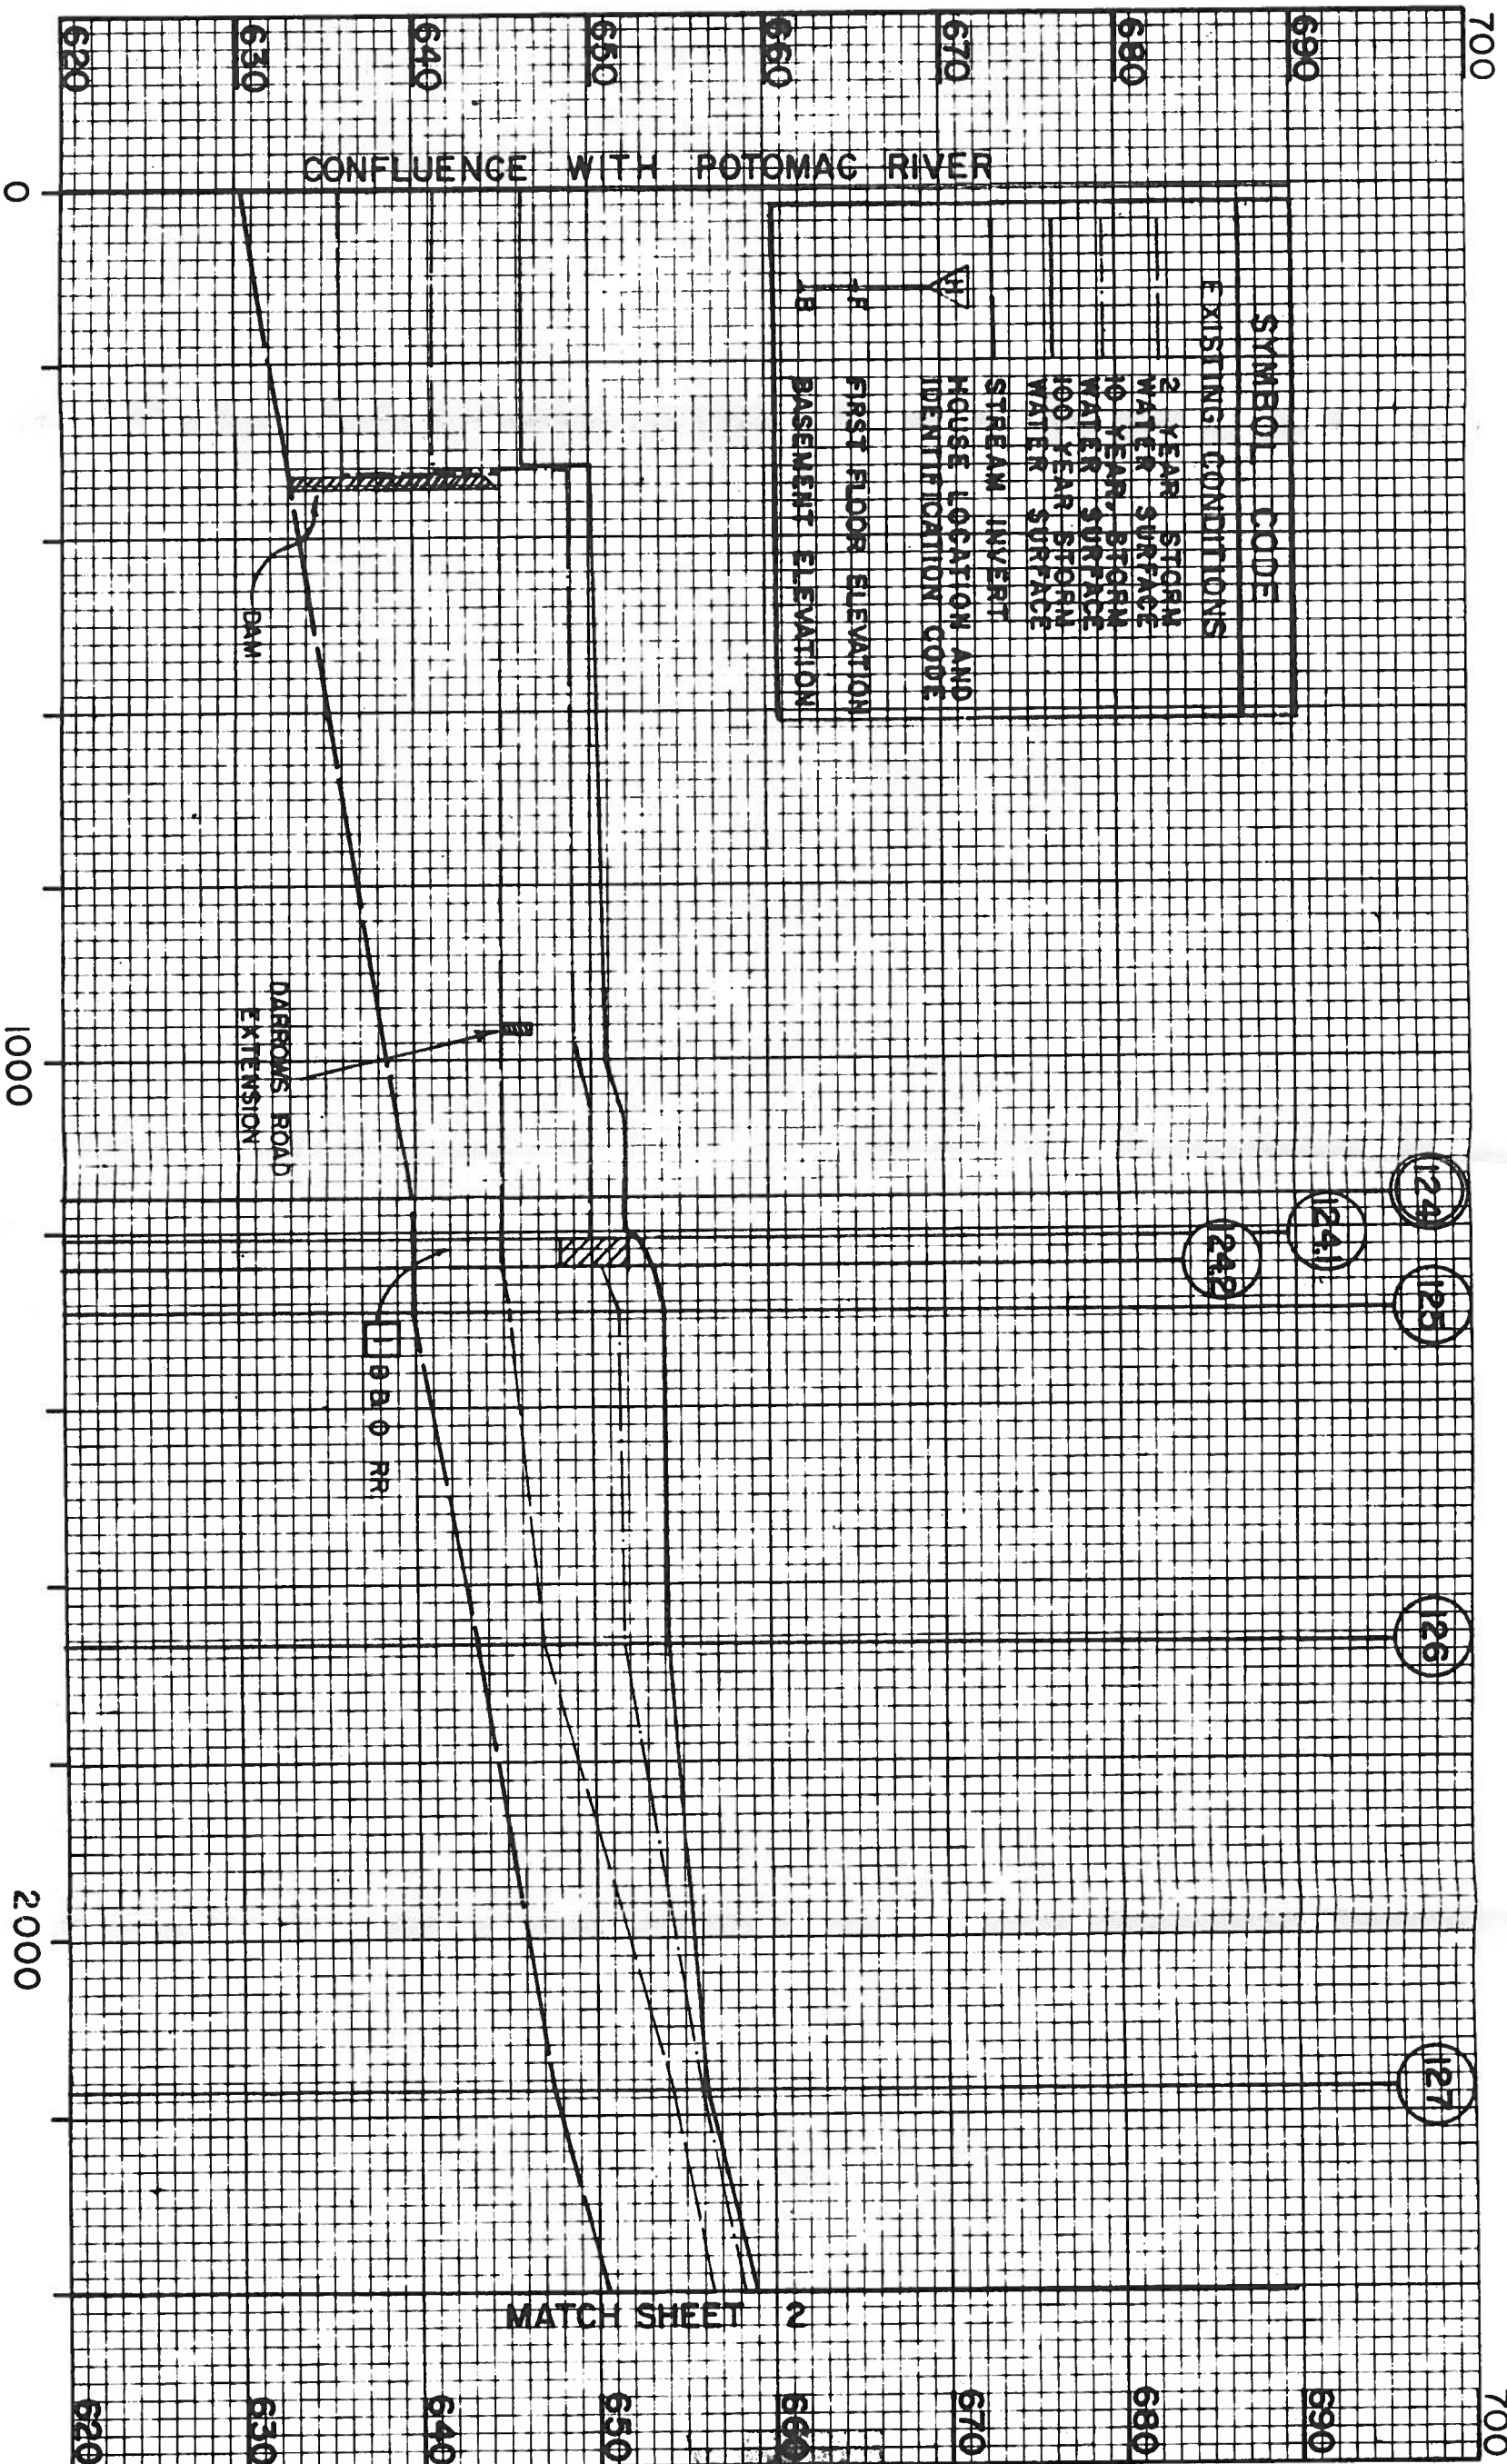 700
690
680
670
660
650
640
630
620
CONFLUENCE WITH POTOMAC RIVER
SYMBOL CODE
EXISTING CONDITIONS
2 YEAR STORM
WATER SURFACE
10 YEAR STORM
WATER SURFACE
100 YEAR STORM
WATER SURFACE
STREAM INVERT
H
HOUSE LOCATION AND
IDENTIFICATION CODE
F
FIRST FLOOR ELEVATION
B
BASEMENT ELEVATION
DAM
DARROWS ROAD
EXTENSION
1 B & O RR
124
124.1
124.2
125
126
127
MATCH SHEET 2
700
690
680
670
660
650
640
630
620
0
1000
2000